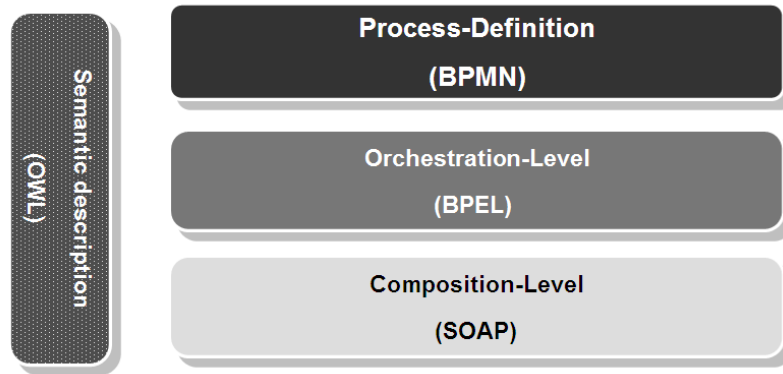 Semantic description
(OWL)
Process-Definition
(BPMN)
Orchestration-Level
(BPEL)
Composition-Level
(SOAP)